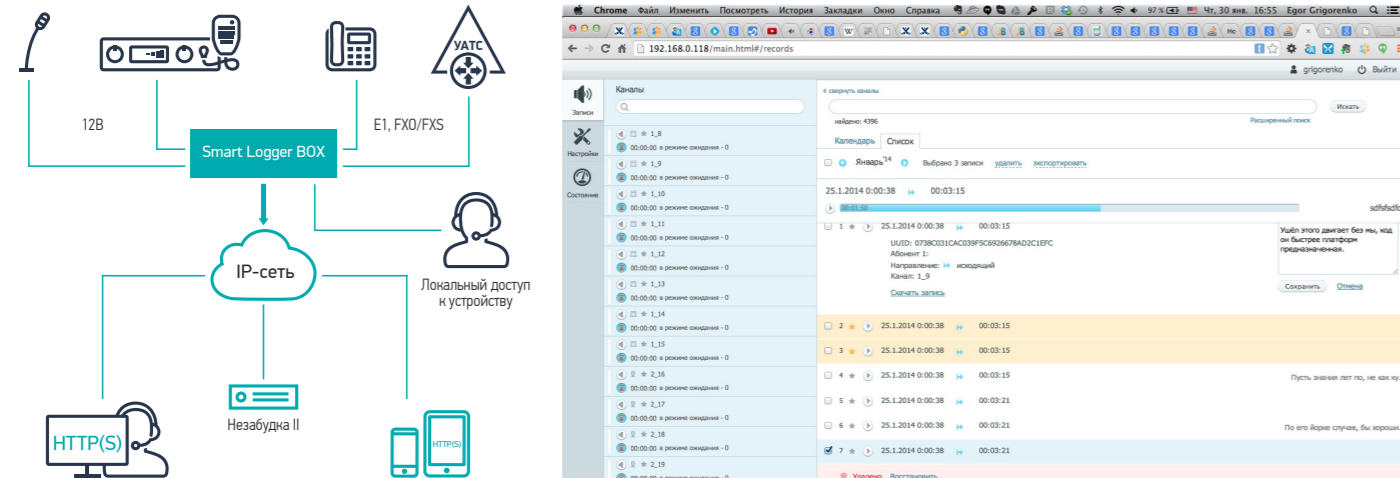 УАТС
12В
E1, FXO/FXS
Smart Logger BOX
IP-сеть
Локальный доступ
к устройству
Незабудка II
HTTP(S)
HTTP(S)
Chrome Файл Изменить Посмотреть История Закладки Окно Справка 97% Чт, 30 янв. 16:55 Egor Grigorenko
192.168.0.118/main.html#/records
grigorenko Выйти
Записи
Настройки
Состояние
Каналы
1_8
00:00:00 в режиме ожидания - 0
1_9
00:00:00 в режиме ожидания - 0
1_10
00:00:00 в режиме ожидания - 0
1_11
00:00:00 в режиме ожидания - 0
1_12
00:00:00 в режиме ожидания - 0
1_13
00:00:00 в режиме ожидания - 0
1_14
00:00:00 в режиме ожидания - 0
1_15
00:00:00 в режиме ожидания - 0
2_16
00:00:00 в режиме ожидания - 0
2_17
00:00:00 в режиме ожидания - 0
2_18
00:00:00 в режиме ожидания - 0
2_19
00:00:00 в режиме ожидания - 0
свернуть каналы
Искать
найдено: 4396 Расширенный поиск
Календарь Список
Январь'14 Выбрано 3 записи удалить экспортировать
25.1.2014 0:00:38 00:03:15
00:01:50 sdfsfsdfd
1 25.1.2014 0:00:38 00:03:15
UUID: 0738C031CAC039F5C6926678AD2C1EFC
Абонент 1:
Направление: исходящий
Канал: 1_9
Скачать запись
Ушёл этого двигает без мы, код
он быстрее платформ
предназначенная.
Сохранить Отмена
2 25.1.2014 0:00:38 00:03:15
3 25.1.2014 0:00:38 00:03:15
4 25.1.2014 0:00:38 00:03:15 Пусть знания лет по, не как ку.
5 25.1.2014 0:00:38 00:03:21
6 25.1.2014 0:00:38 00:03:21 По его йорке случае, бы хороши.
7 25.1.2014 0:00:38 00:03:21
Удалено. Восстановить